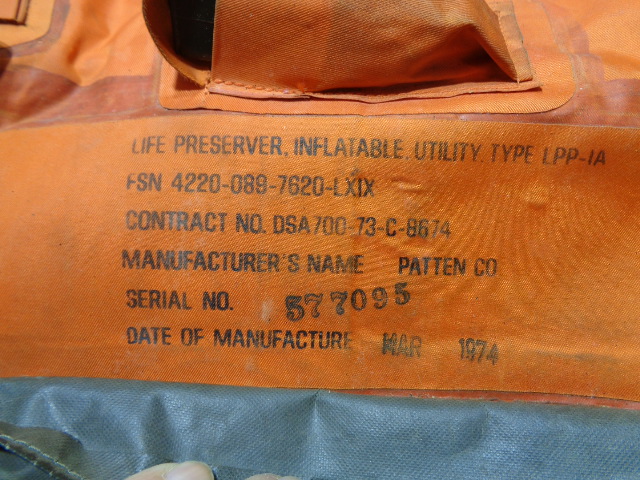 LIFE PRESERVER, INFLATABLE, UTILITY, TYPE LPP-1A
FSN 4220-089-7620-LXIX
CONTRACT NO. DSA700-73-C-8674
MANUFACTURER'S NAME PATTEN CO
SERIAL NO. 577095
DATE OF MANUFACTURE MAR 1974